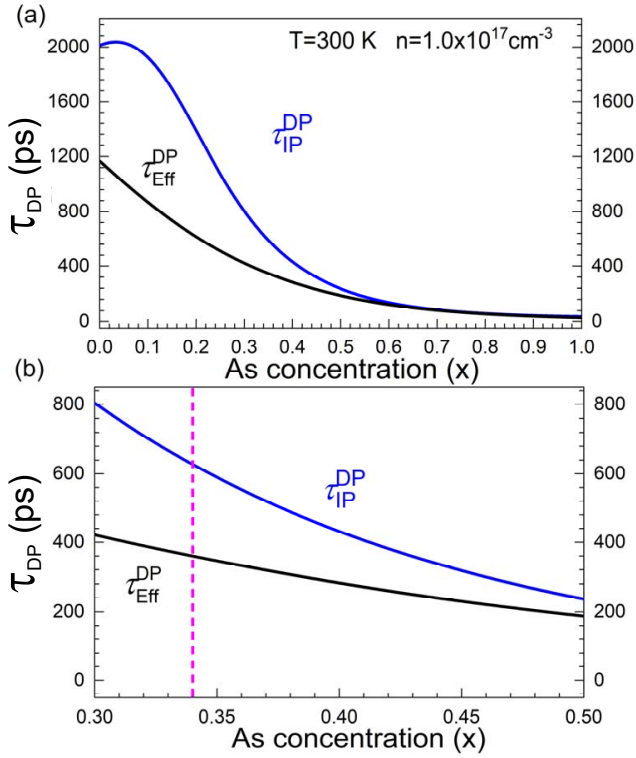 (a)
T=300 K n=1.0x10^17 cm^-3
2000
1600
1200
800
400
0
2000
1600
1200
800
400
0
τ_DP (ps)
τ_IP^DP
τ_Eff^DP
0.0 0.1 0.2 0.3 0.4 0.5 0.6 0.7 0.8 0.9 1.0
As concentration (x)
(b)
800
600
400
200
0
800
600
400
200
0
τ_DP (ps)
τ_IP^DP
τ_Eff^DP
0.30 0.35 0.40 0.45 0.50
As concentration (x)